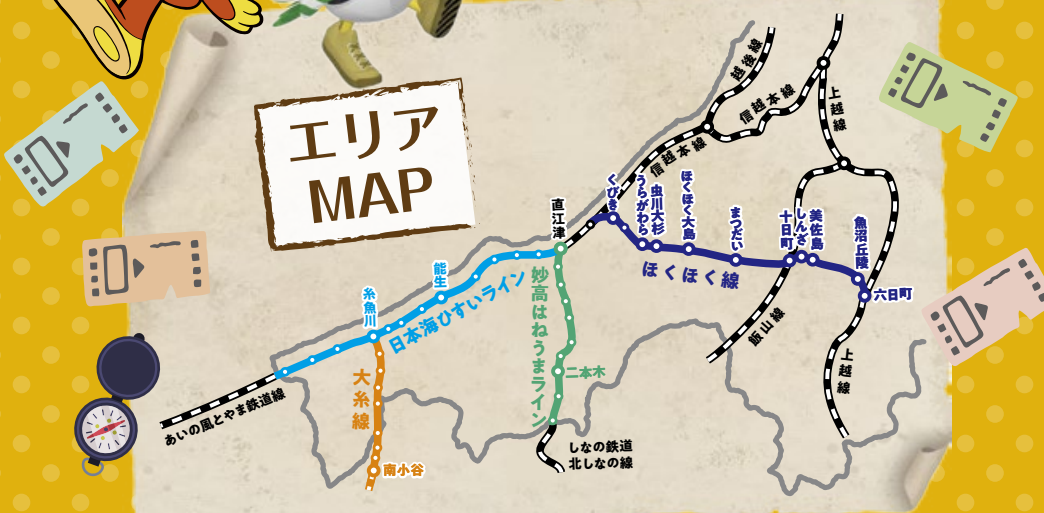 エリア
MAP
越後線
信越本線
上越線
信越本線
くびき
うらがわら
虫川大杉
ほくほく大島
まつだい
十日町
しんざ
美佐島
魚沼丘陵
六日町
ほくほく線
直江津
能生
糸魚川
日本海ひすいライン
妙高はねうまライン
二本木
飯山線
上越線
大糸線
南小谷
あいの風とやま鉄道線
しなの鉄道
北しなの線